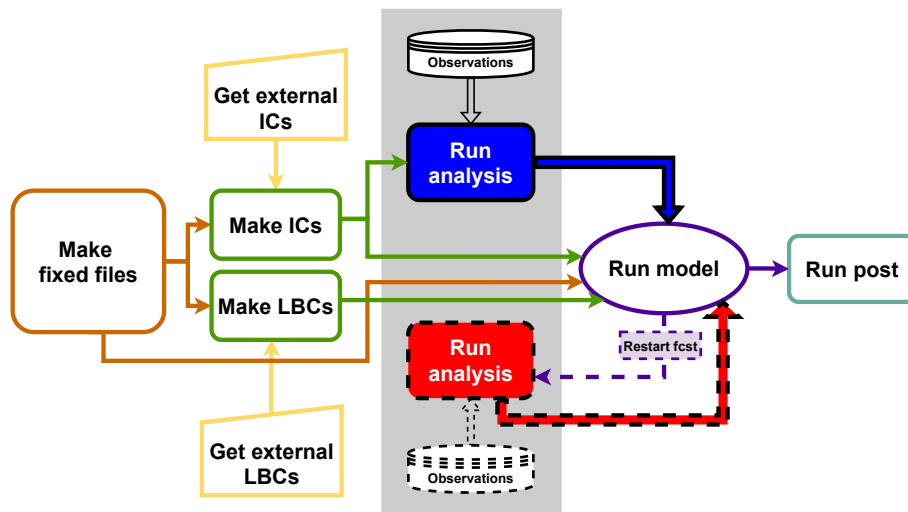 Observations
Get external
ICs
Run
analysis
Make ICs
Make
fixed files
Run model
Run post
Make LBCs
Run
analysis
Restart fcst
Get external
LBCs
Observations